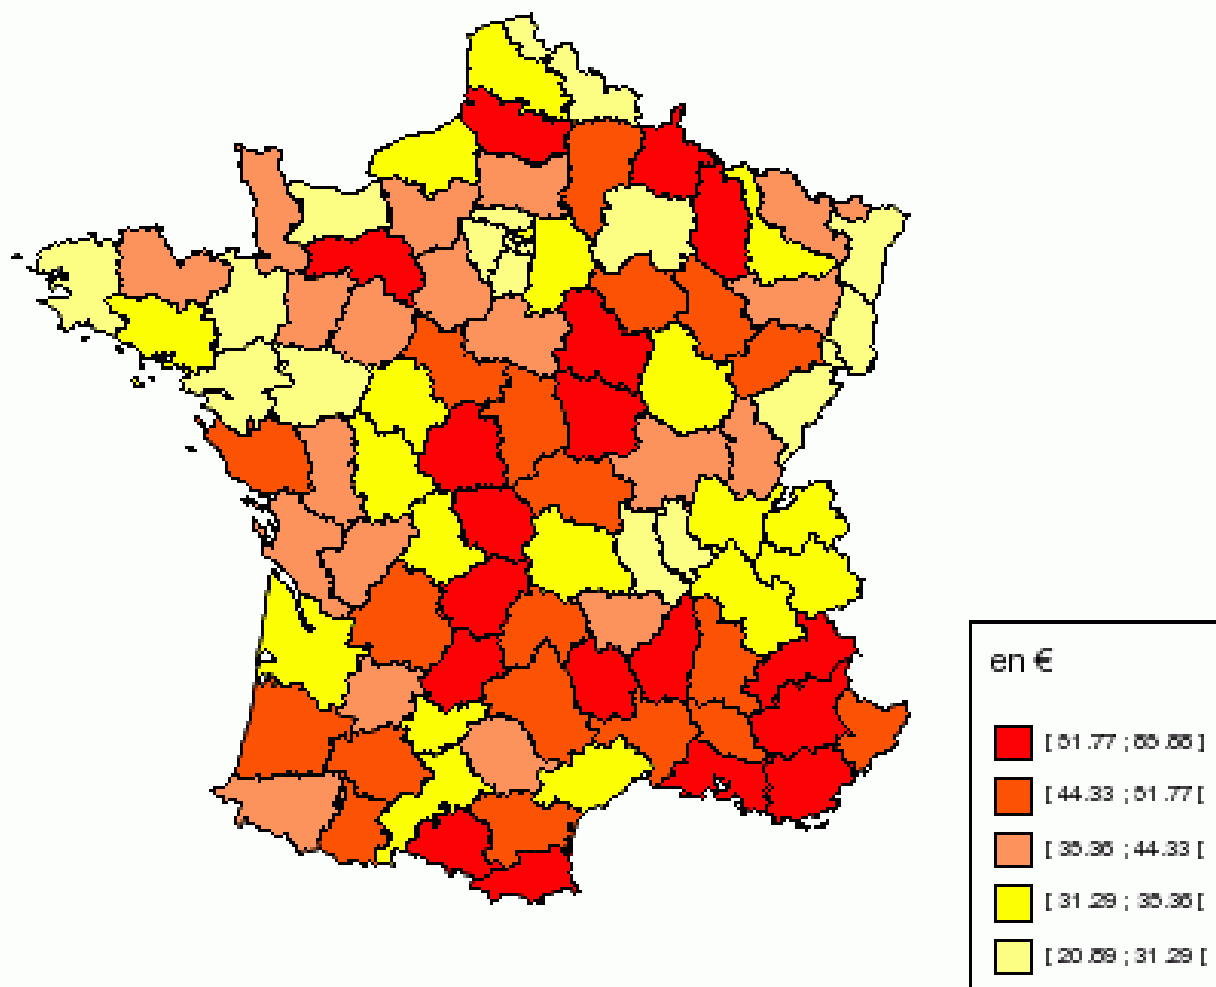 en €
[ 51.77 ; 85.88 ]
[ 44.33 ; 51.77 [
[ 35.36 ; 44.33 [
[ 31.29 ; 35.36 [
[ 20.89 ; 31.29 [